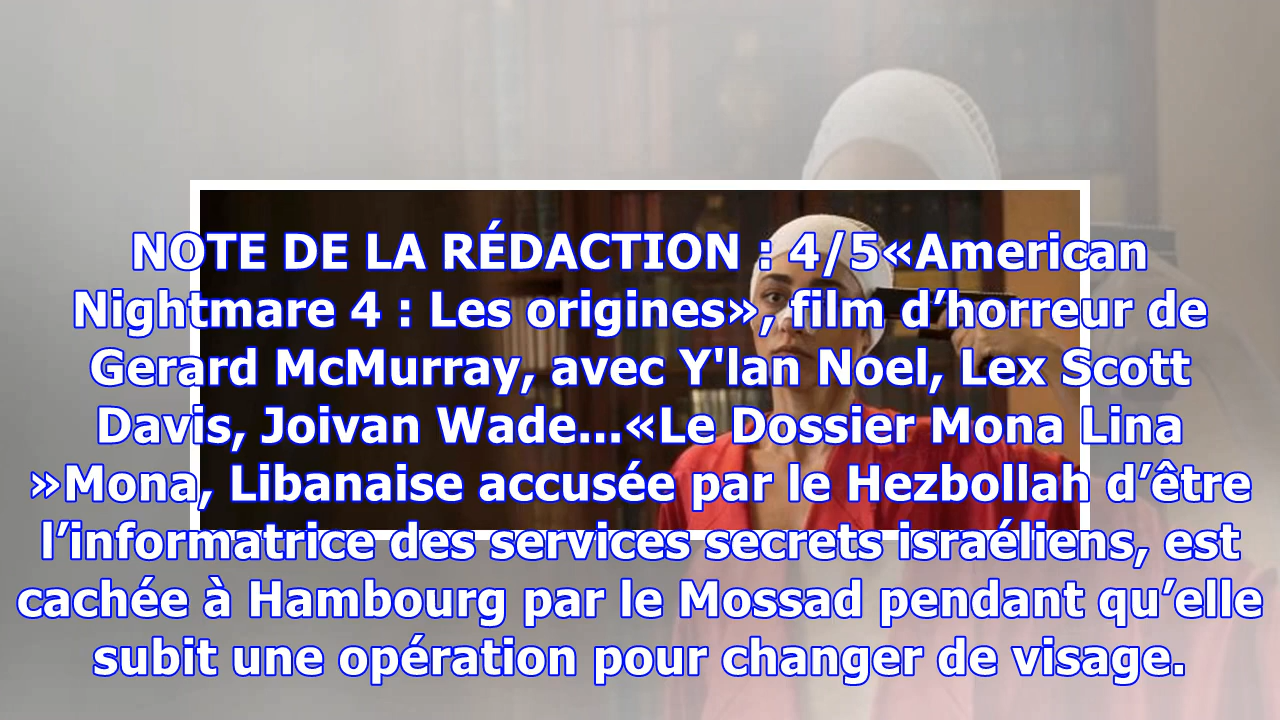 NOTE DE LA RÉDACTION : 4/5«American
Nightmare 4 : Les origines», film d’horreur de
Gerard McMurray, avec Y'lan Noel, Lex Scott
Davis, Joivan Wade...«Le Dossier Mona Lina
»Mona, Libanaise accusée par le Hezbollah d’être
l’informatrice des services secrets israéliens, est
cachée à Hambourg par le Mossad pendant qu’elle
subit une opération pour changer de visage.